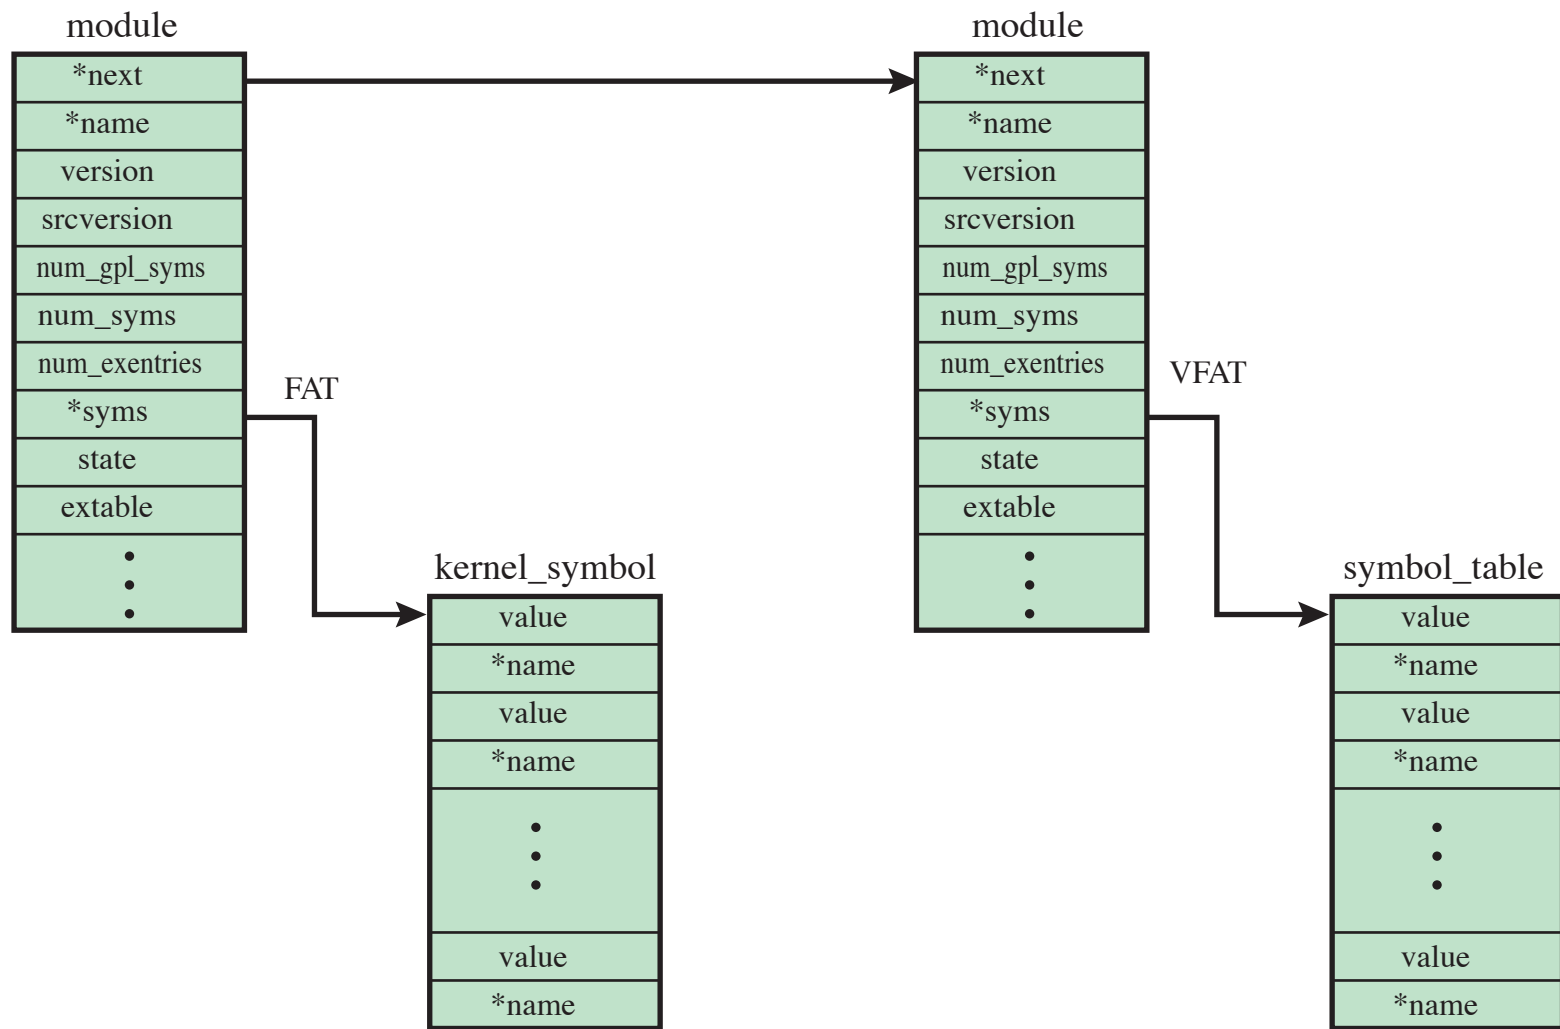 module
*next
*name
version
srcversion
num_gpl_syms
num_syms
num_exentries
*syms
state
extable
FAT
kernel_symbol
value
*name
value
*name
value
*name
module
*next
*name
version
srcversion
num_gpl_syms
num_syms
num_exentries
*syms
state
extable
VFAT
symbol_table
value
*name
value
*name
value
*name